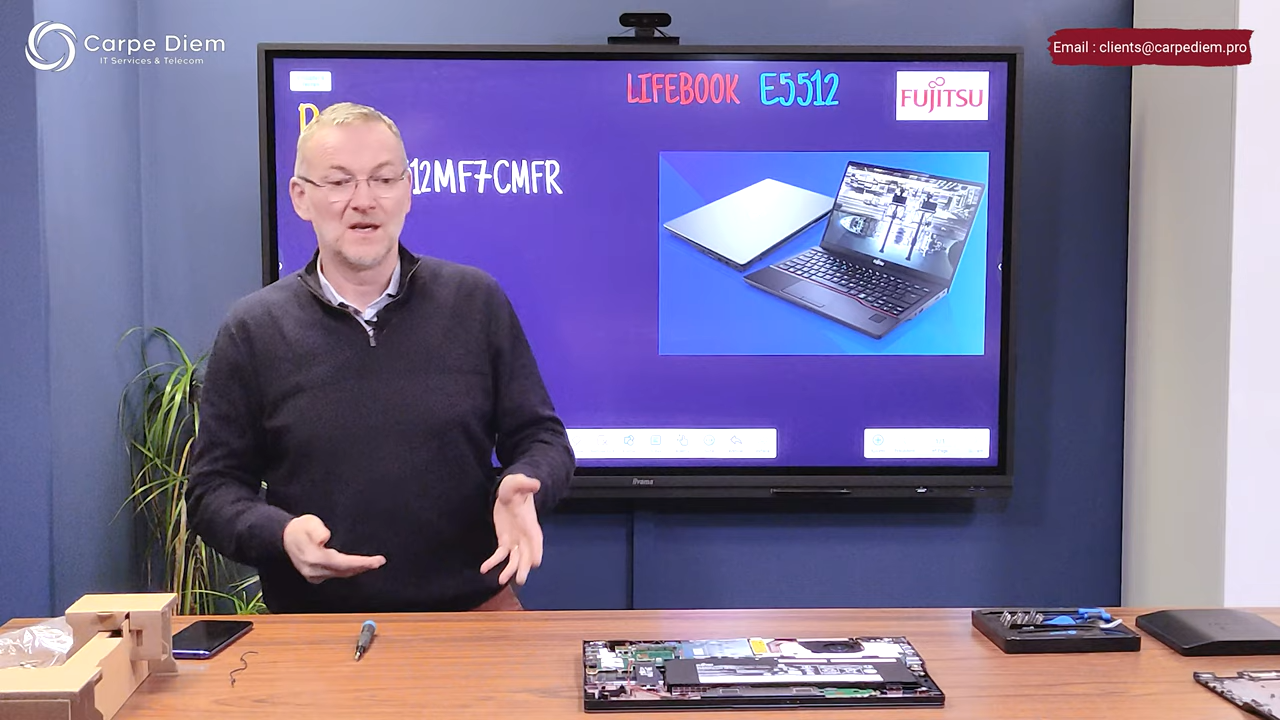 Carpe Diem
IT Services & Telecom
Email : clients@carpediem.pro
LIFEBOOK E5512
FUJITSU
12MF7CMFR
iiyama